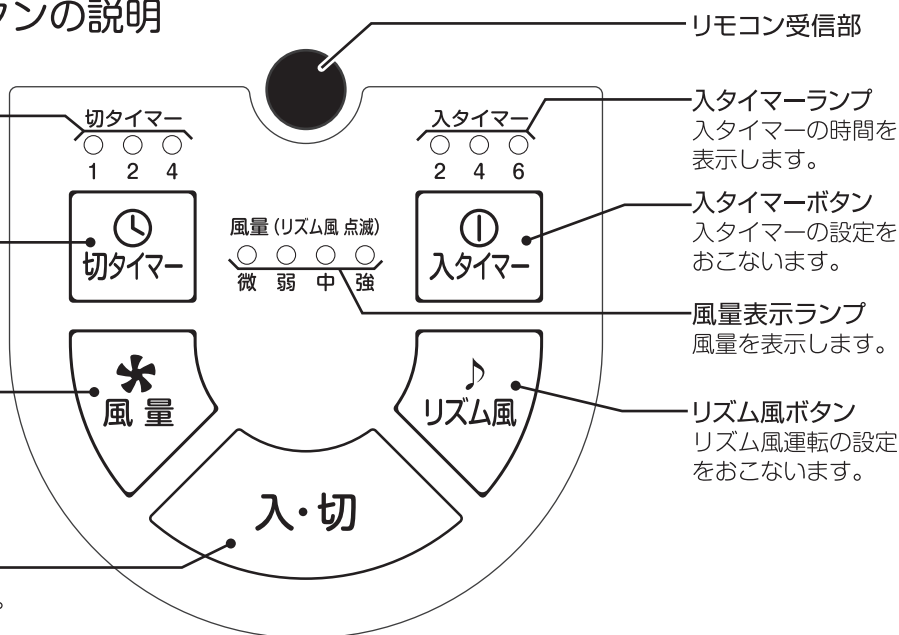 タンの説明
リモコン受信部
切タイマー
1 2 4
入タイマー
2 4 6
入タイマーランプ
入タイマーの時間を
表示します。
切タイマー
風量(リズム風 点滅)
微 弱 中 強
入タイマー
入タイマーボタン
入タイマーの設定を
おこないます。
風量表示ランプ
風量を表示します。
風量
リズム風
リズム風ボタン
リズム風運転の設定
をおこないます。
入・切
。